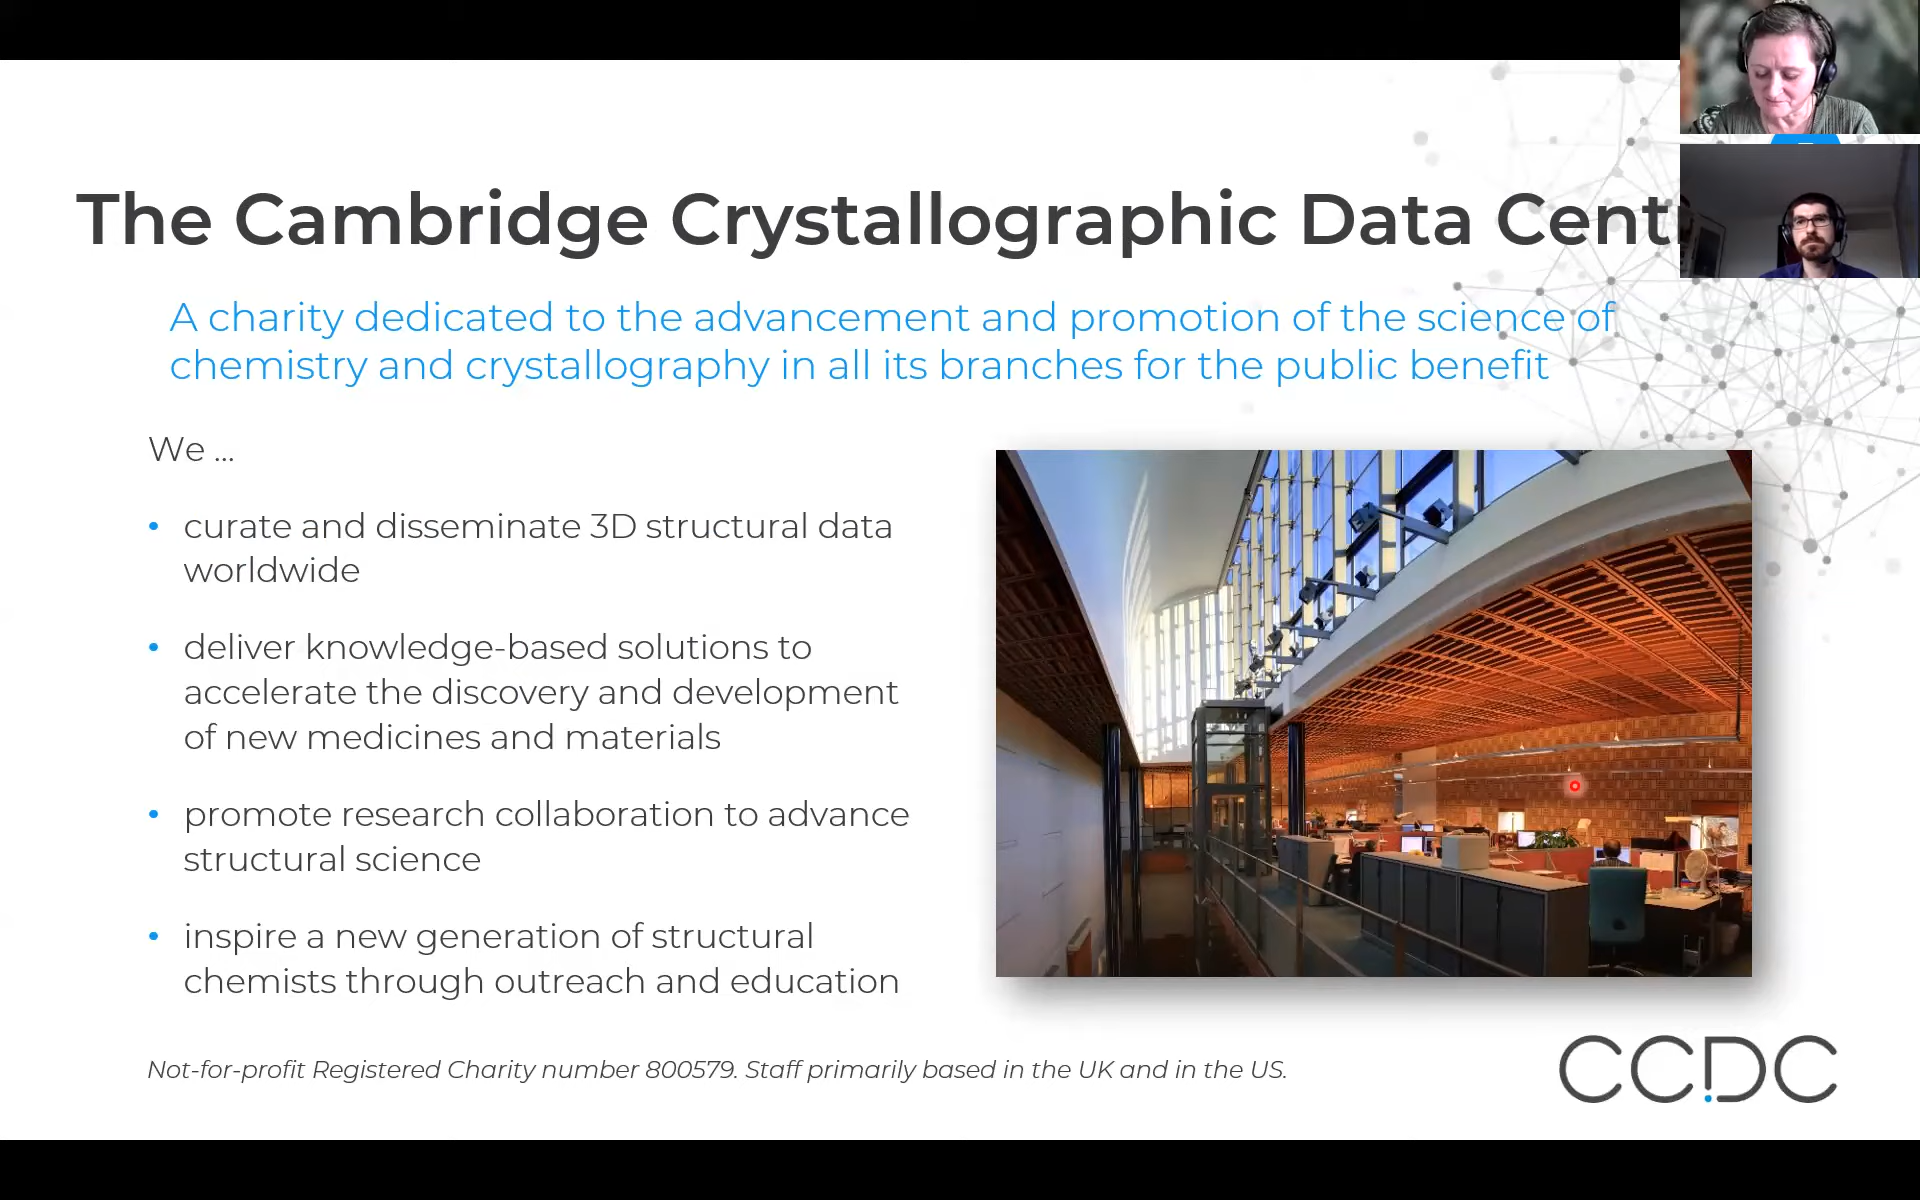 The Cambridge Crystallographic Data Cent
A charity dedicated to the advancement and promotion of the science of
chemistry and crystallography in all its branches for the public benefit
We ...
• curate and disseminate 3D structural data
worldwide
• deliver knowledge-based solutions to
accelerate the discovery and development
of new medicines and materials
• promote research collaboration to advance
structural science
• inspire a new generation of structural
chemists through outreach and education
Not-for-profit Registered Charity number 800579. Staff primarily based in the UK and in the US.
CCDC